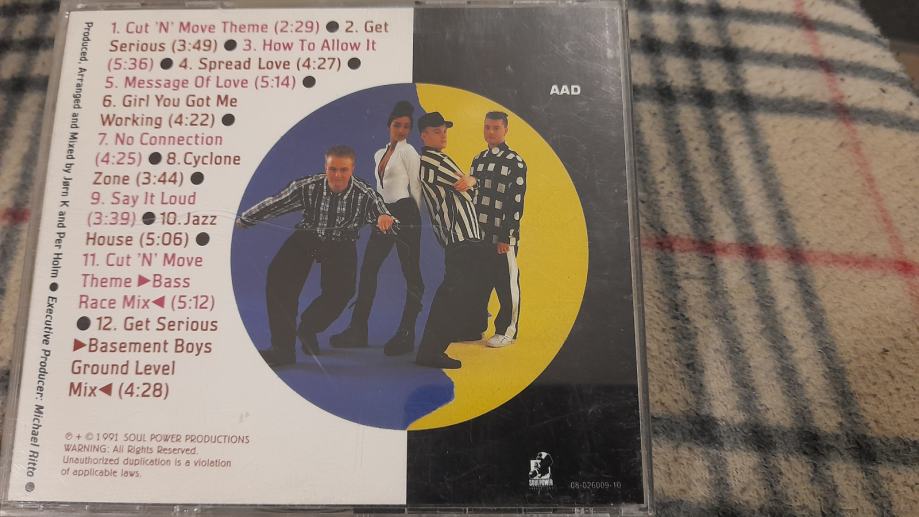 1. Cut 'N' Move Theme (2:29) ● 2. Get
Serious (3:49) ● 3. How To Allow It
(5:36) ● 4. Spread Love (4:27) ●
5. Message Of Love (5:14) ●
6. Girl You Got Me
Working (4:22) ●
7. No Connection
(4:25) ● 8.Cyclone
Zone (3:44) ●
9. Say It Loud
(3:39) ● 10. Jazz
House (5:06) ●
11. Cut 'N' Move
Theme ▶Bass
Race Mix◀ (5:12)
● 12. Get Serious
▶Basement Boys
Ground Level
Mix◀ (4:28)
Produced, Arranged and Mixed by Jørn K and Per Holm ● Executive Producer: Michael Ritto ●
℗ + © 1991 SOUL POWER PRODUCTIONS
WARNING: All Rights Reserved.
Unauthorized duplication is a violation
of applicable laws.
AAD
SOULPOWER
08-026009-10